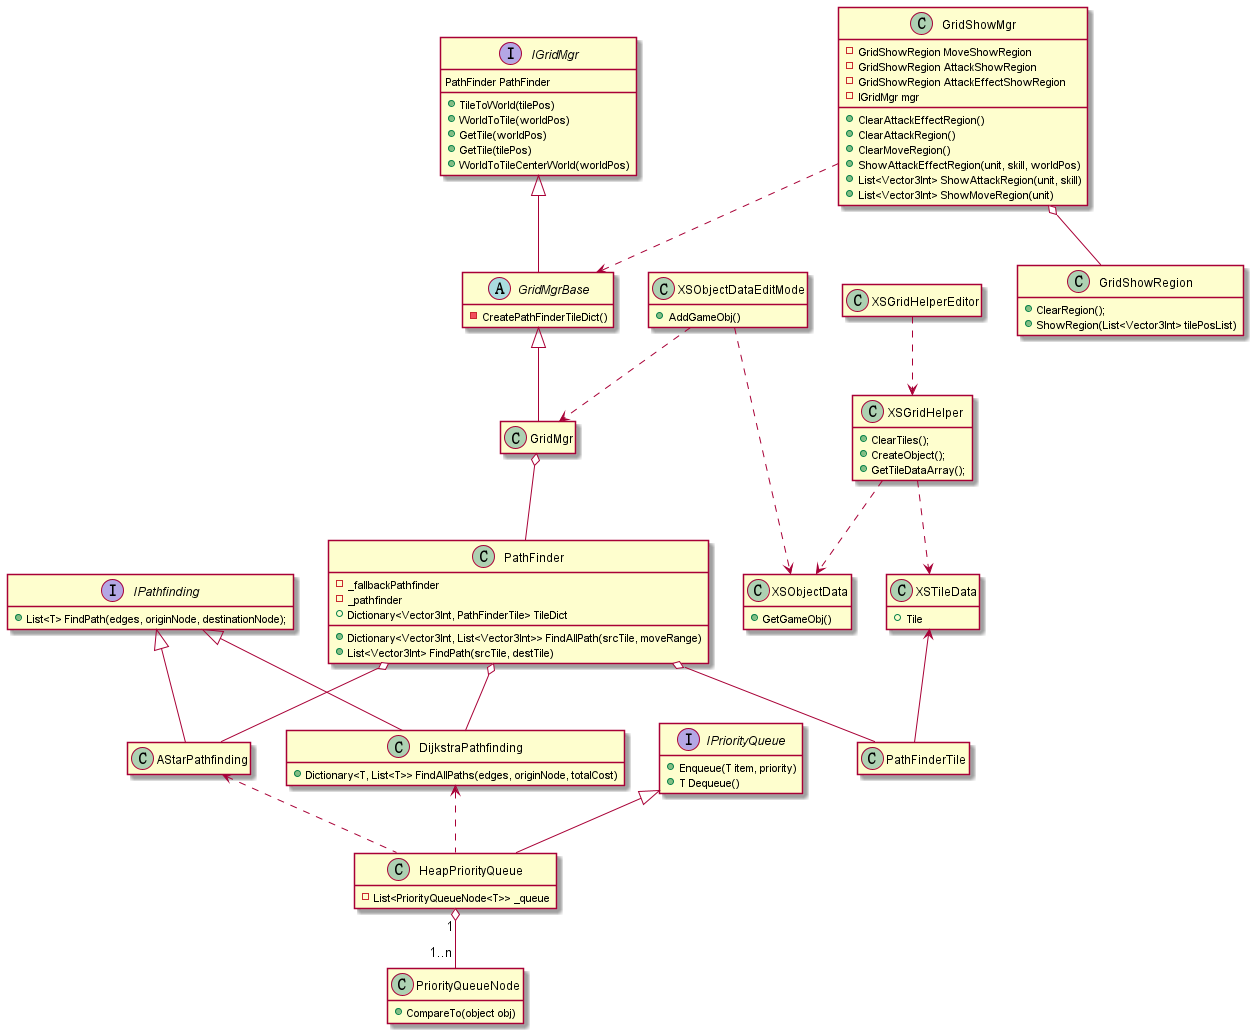 C GridShowMgr
GridShowRegion MoveShowRegion
GridShowRegion AttackShowRegion
GridShowRegion AttackEffectShowRegion
IGridMgr mgr
ClearAttackEffectRegion()
ClearAttackRegion()
ClearMoveRegion()
ShowAttackEffectRegion(unit, skill, worldPos)
List<Vector3Int> ShowAttackRegion(unit, skill)
List<Vector3Int> ShowMoveRegion(unit)
I IGridMgr
PathFinder PathFinder
TileToWorld(tilePos)
WorldToTile(worldPos)
GetTile(worldPos)
GetTile(tilePos)
WorldToTileCenterWorld(worldPos)
A GridMgrBase
CreatePathFinderTileDict()
C XSObjectDataEditMode
AddGameObj()
C XSGridHelperEditor
C GridShowRegion
ClearRegion();
ShowRegion(List<Vector3Int> tilePosList)
C GridMgr
C XSGridHelper
ClearTiles();
CreateObject();
GetTileDataArray();
C PathFinder
_fallbackPathfinder
_pathfinder
Dictionary<Vector3Int, PathFinderTile> TileDict
Dictionary<Vector3Int, List<Vector3Int>> FindAllPath(srcTile, moveRange)
List<Vector3Int> FindPath(srcTile, destTile)
I IPathfinding
List<T> FindPath(edges, originNode, destinationNode);
C XSObjectData
GetGameObj()
C XSTileData
Tile
C AStarPathfinding
C DijkstraPathfinding
Dictionary<T, List<T>> FindAllPaths(edges, originNode, totalCost)
I IPriorityQueue
Enqueue(T item, priority)
T Dequeue()
C PathFinderTile
C HeapPriorityQueue
List<PriorityQueueNode<T>> _queue
1
1..n
C PriorityQueueNode
CompareTo(object obj)